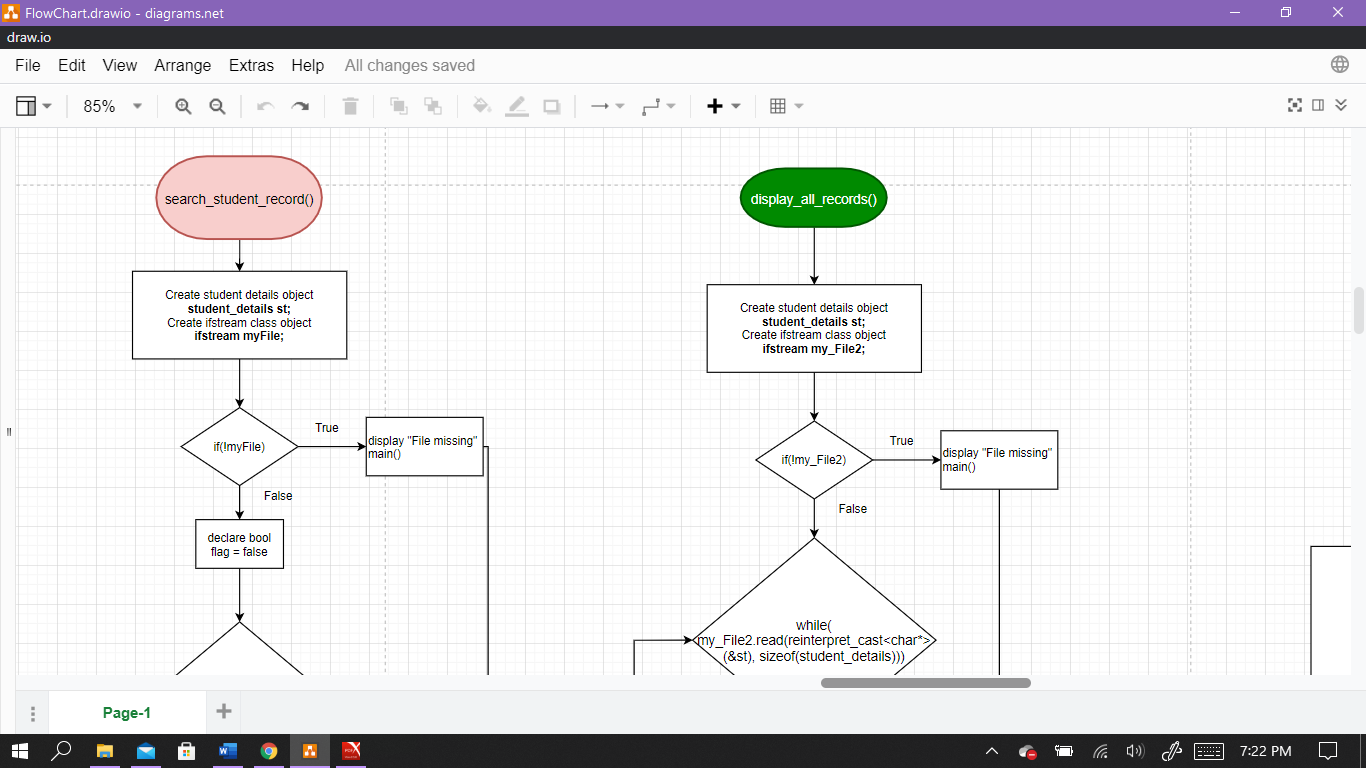 FlowChart.drawio - diagrams.net
draw.io
File Edit View Arrange Extras Help All changes saved
85%
search_student_record()
Create student details object
student_details st;
Create ifstream class object
ifstream myFile;
if(!myFile)
True
display "File missing"
main()
False
declare bool
flag = false
display_all_records()
Create student details object
student_details st;
Create ifstream class object
ifstream my_File2;
if(!my_File2)
True
display "File missing"
main()
False
while(
my_File2.read(reinterpret_cast<char*>
(&st), sizeof(student_details)))
Page-1
7:22 PM